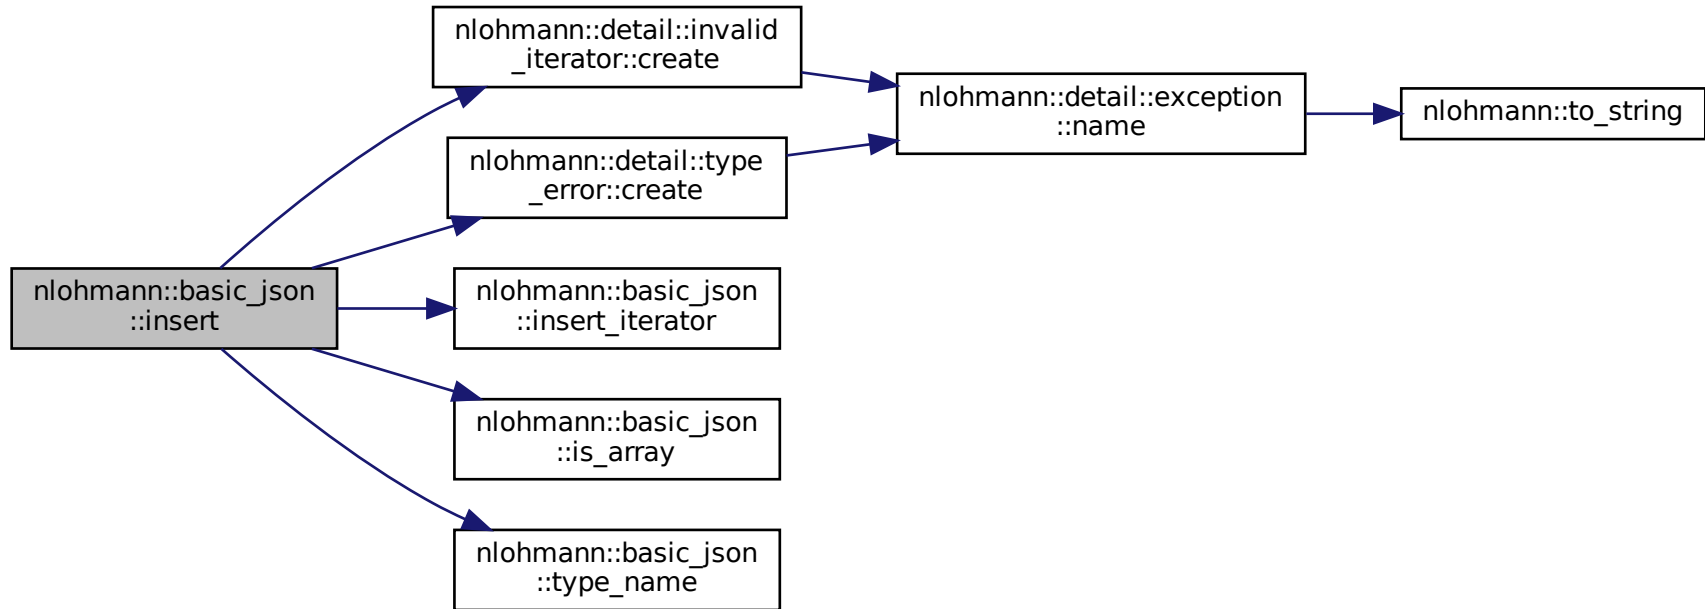 nlohmann::basic_json
::insert
nlohmann::detail::invalid
_iterator::create
nlohmann::detail::type
_error::create
nlohmann::basic_json
::insert_iterator
nlohmann::basic_json
::is_array
nlohmann::basic_json
::type_name
nlohmann::detail::exception
::name
nlohmann::to_string